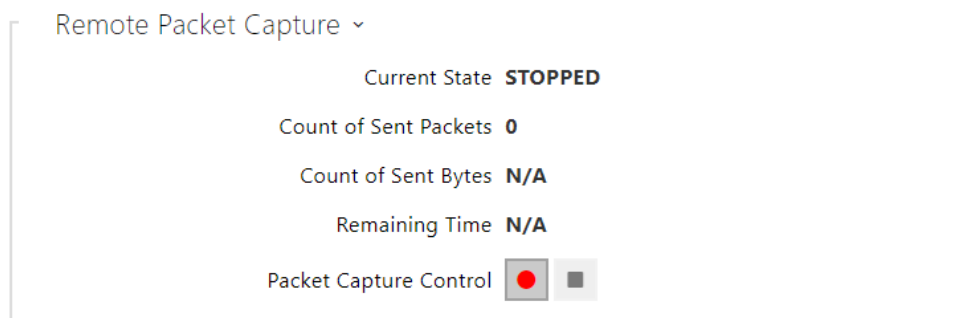 Remote Packet Capture
Current State STOPPED
Count of Sent Packets 0
Count of Sent Bytes N/A
Remaining Time N/A
Packet Capture Control